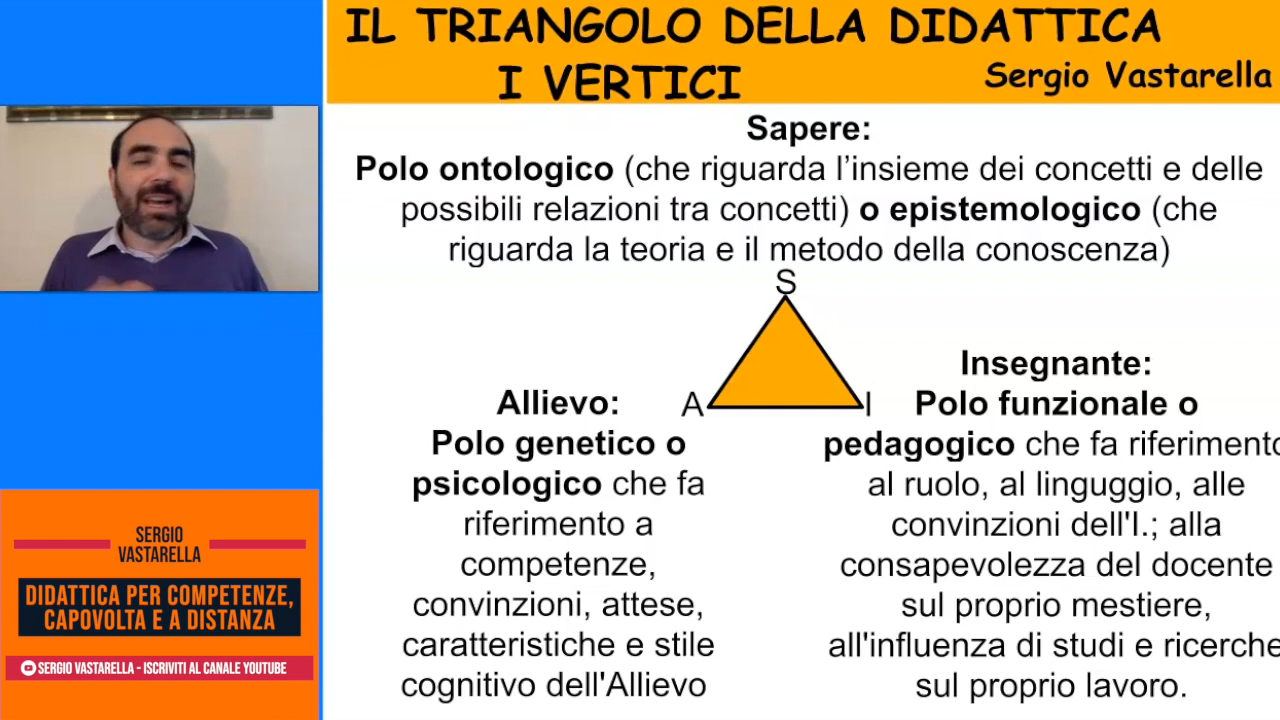 IL TRIANGOLO DELLA DIDATTICA
I VERTICI
Sergio Vastarella
Sapere:
Polo ontologico (che riguarda l'insieme dei concetti e delle
possibili relazioni tra concetti) o epistemologico (che
riguarda la teoria e il metodo della conoscenza)
S
A
I
Allievo:
Polo genetico o
psicologico che fa
riferimento a
competenze,
convinzioni, attese,
caratteristiche e stile
cognitivo dell'Allievo
Insegnante:
Polo funzionale o
pedagogico che fa riferimento
al ruolo, al linguggio, alle
convinzioni dell'I.; alla
consapevolezza del docente
sul proprio mestiere,
all'influenza di studi e ricerche
sul proprio lavoro.
SERGIO
VASTARELLA
DIDATTICA PER COMPETENZE,
CAPOVOLTA E A DISTANZA
SERGIO VASTARELLA - ISCRIVITI AL CANALE YOUTUBE